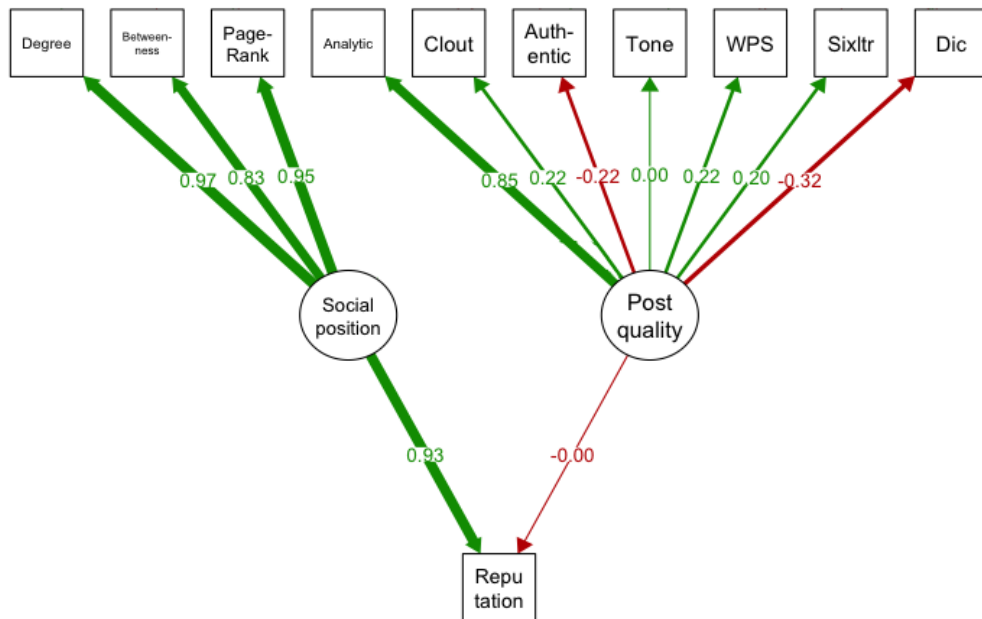 Degree
Between-
ness
Page-
Rank
Analytic
Clout
Auth-
entic
Tone
WPS
Sixltr
Dic
0.97
0.83
0.95
0.85
0.22
-0.22
0.00
0.22
0.20
-0.32
Social
position
Post
quality
0.93
-0.00
Repu
tation